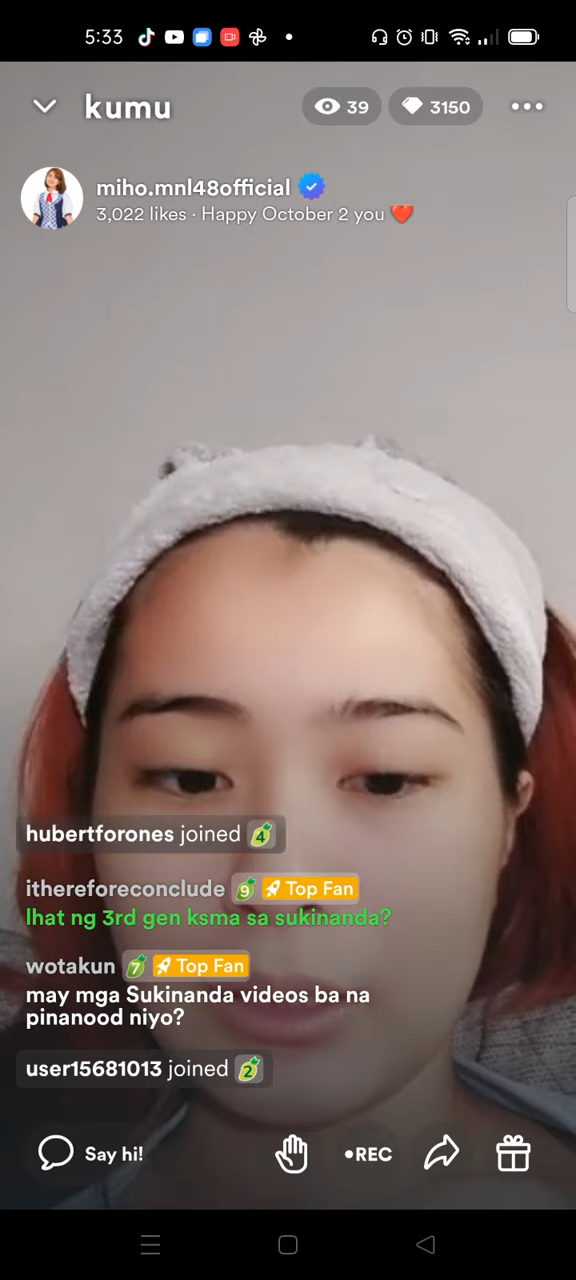 5:33
kumu
39
3150
miho.mnl48official
3,022 likes · Happy October 2 you ❤️
hubertforones joined 4
ithereforeconclude 9 Top Fan
lhat ng 3rd gen ksma sa sukinanda?
wotakun 7 Top Fan
may mga Sukinanda videos ba na
pinanood niyo?
user15681013 joined 2
Say hi!
•REC